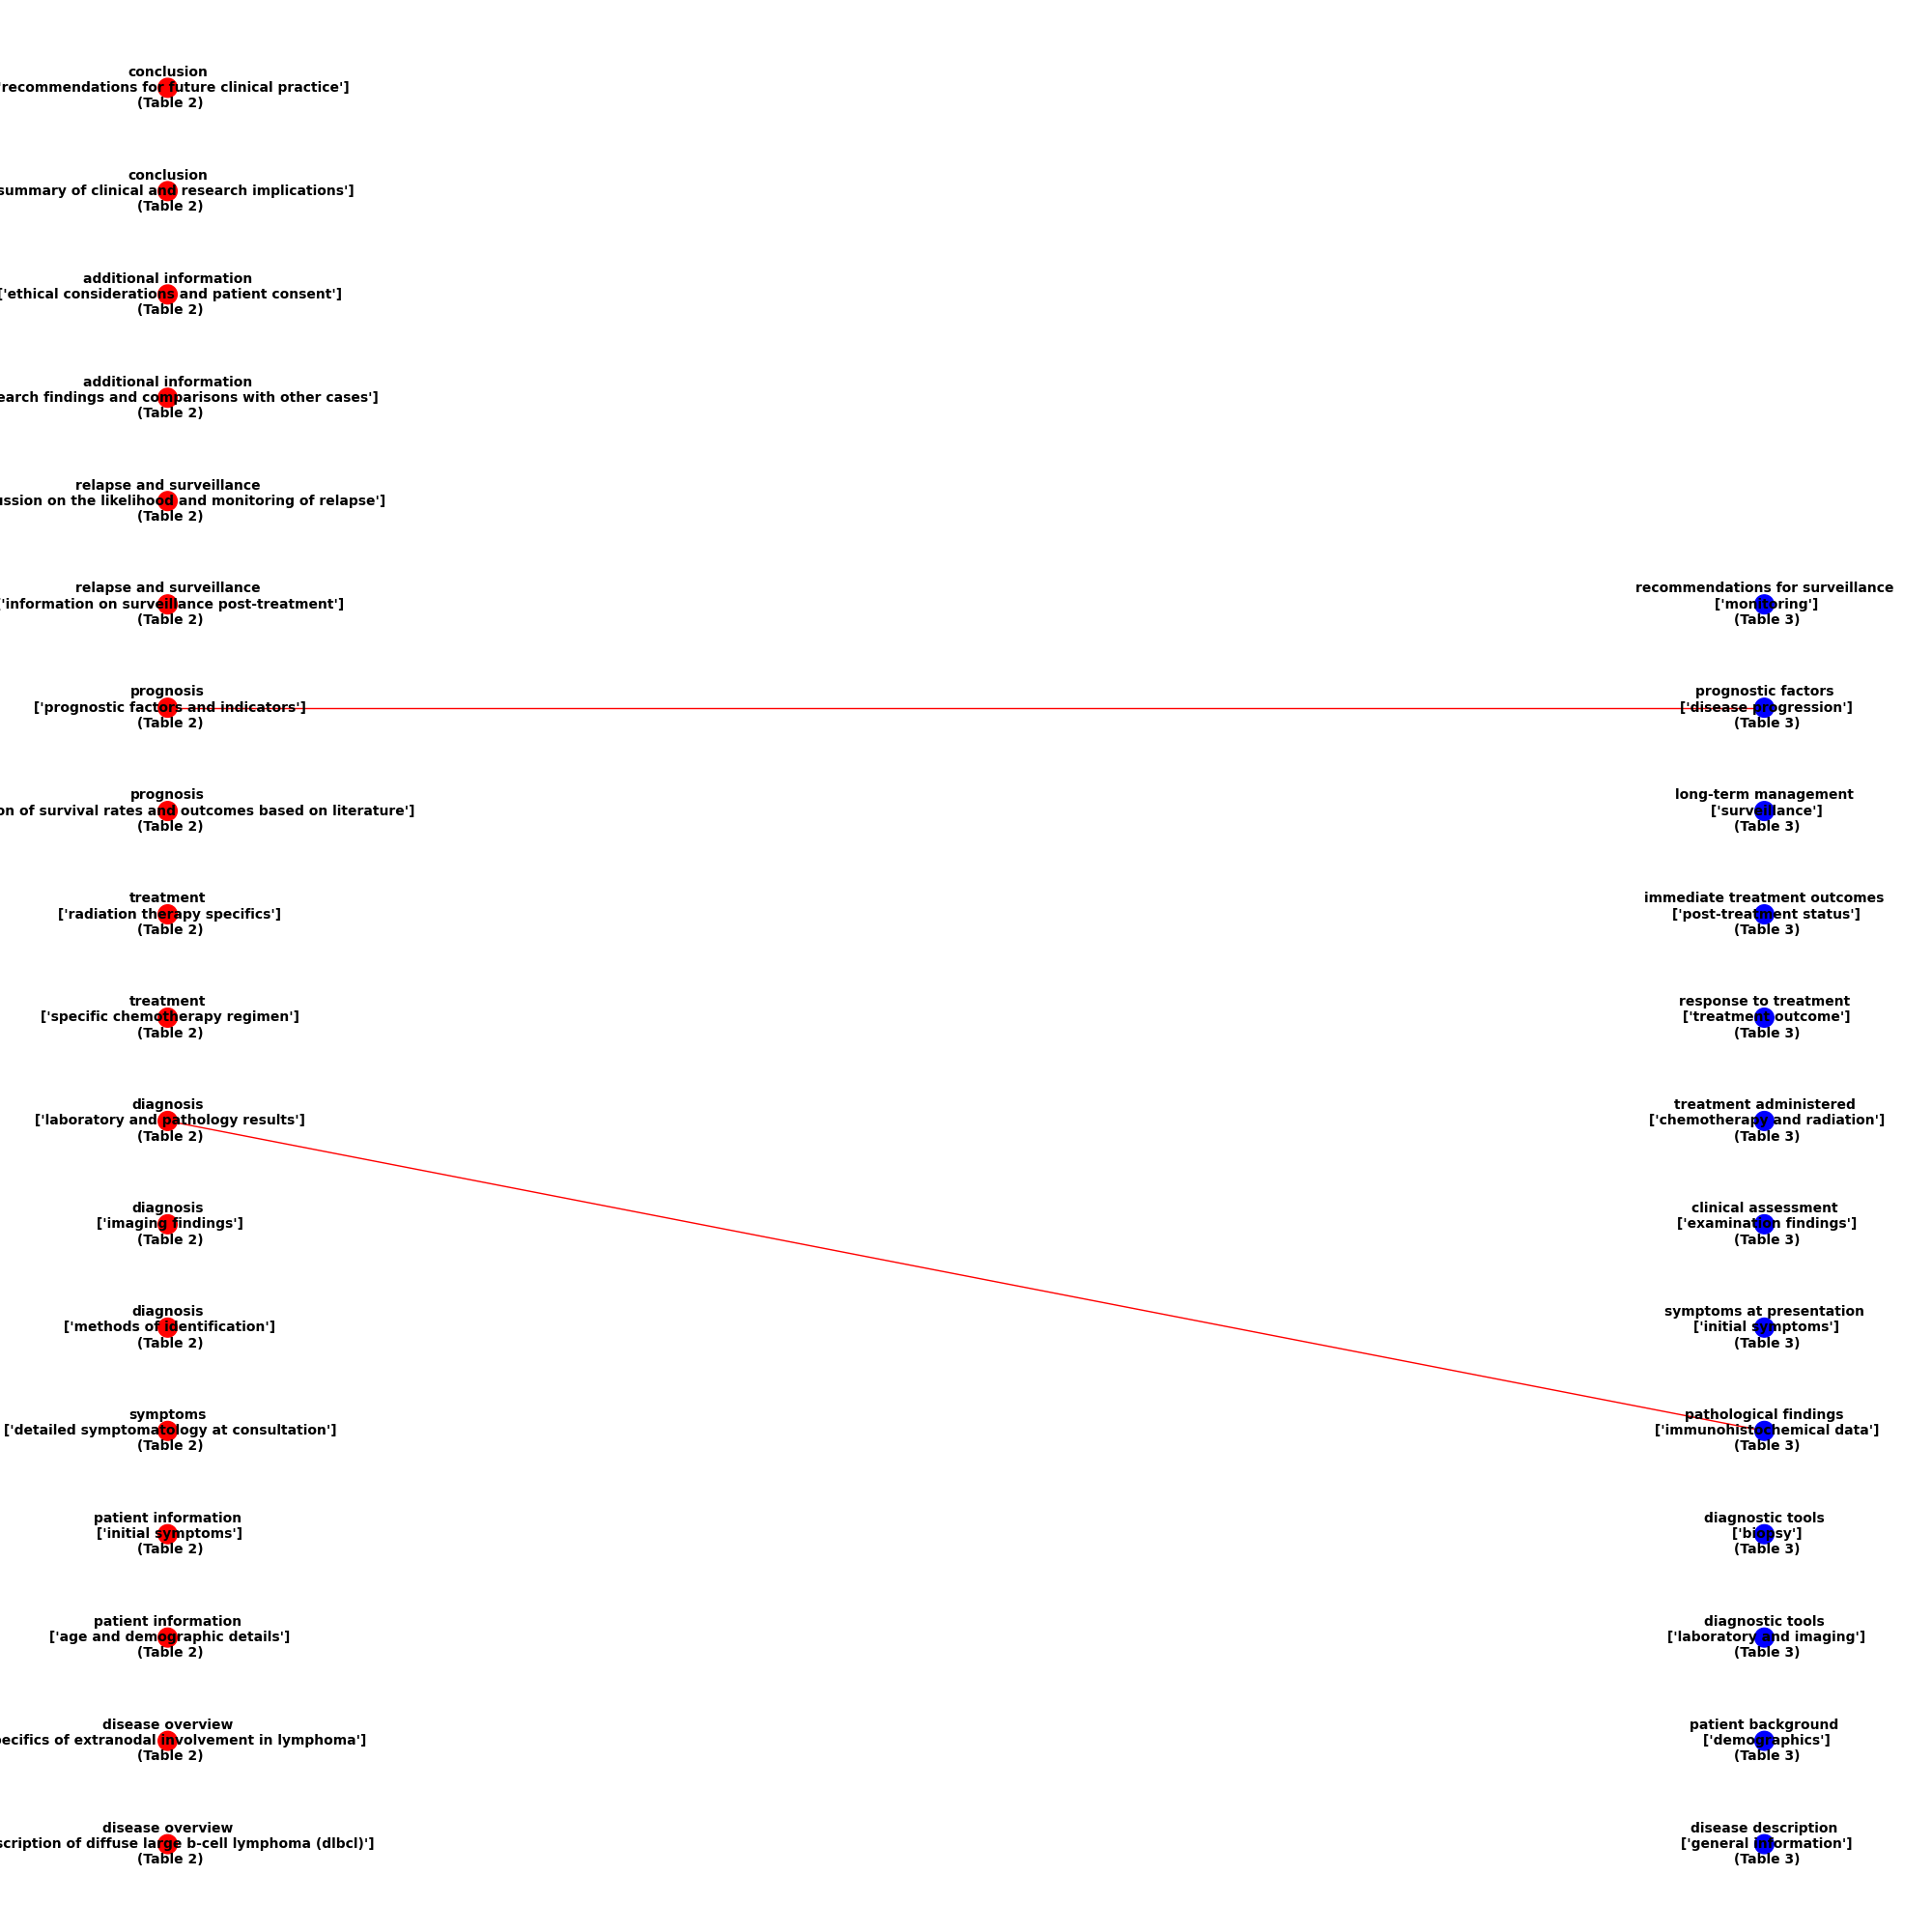 conclusion
'recommendations for future clinical practice']
(Table 2)
conclusion
summary of clinical and research implications']
(Table 2)
additional information
['ethical considerations and patient consent']
(Table 2)
additional information
earch findings and comparisons with other cases']
(Table 2)
relapse and surveillance
ussion on the likelihood and monitoring of relapse']
(Table 2)
relapse and surveillance
['information on surveillance post-treatment']
(Table 2)
prognosis
['prognostic factors and indicators']
(Table 2)
prognosis
on of survival rates and outcomes based on literature']
(Table 2)
treatment
['radiation therapy specifics']
(Table 2)
treatment
['specific chemotherapy regimen']
(Table 2)
diagnosis
['laboratory and pathology results']
(Table 2)
diagnosis
['imaging findings']
(Table 2)
diagnosis
['methods of identification']
(Table 2)
symptoms
['detailed symptomatology at consultation']
(Table 2)
patient information
['initial symptoms']
(Table 2)
patient information
['age and demographic details']
(Table 2)
disease overview
pecifics of extranodal involvement in lymphoma']
(Table 2)
disease overview
scription of diffuse large b-cell lymphoma (dlbcl)']
(Table 2)
recommendations for surveillance
['monitoring']
(Table 3)
prognostic factors
['disease progression']
(Table 3)
long-term management
['surveillance']
(Table 3)
immediate treatment outcomes
['post-treatment status']
(Table 3)
response to treatment
['treatment outcome']
(Table 3)
treatment administered
['chemotherapy and radiation']
(Table 3)
clinical assessment
['examination findings']
(Table 3)
symptoms at presentation
['initial symptoms']
(Table 3)
pathological findings
['immunohistochemical data']
(Table 3)
diagnostic tools
['biopsy']
(Table 3)
diagnostic tools
['laboratory and imaging']
(Table 3)
patient background
['demographics']
(Table 3)
disease description
['general information']
(Table 3)